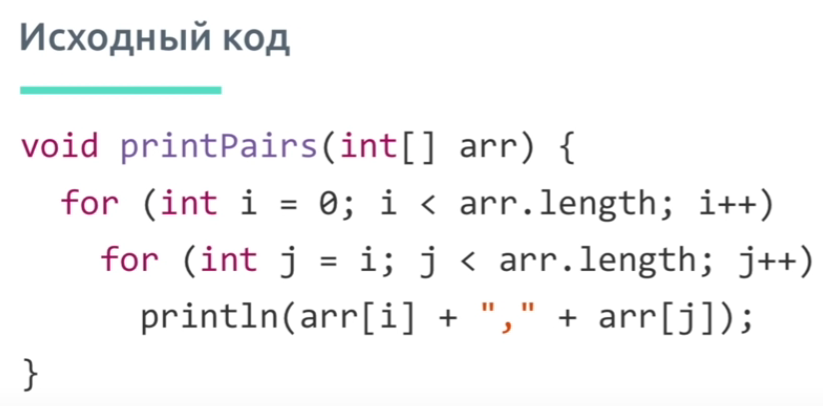 Исходный код
void printPairs(int[] arr) {
  for (int i = 0; i < arr.length; i++)
    for (int j = i; j < arr.length; j++)
      println(arr[i] + "," + arr[j]);
}